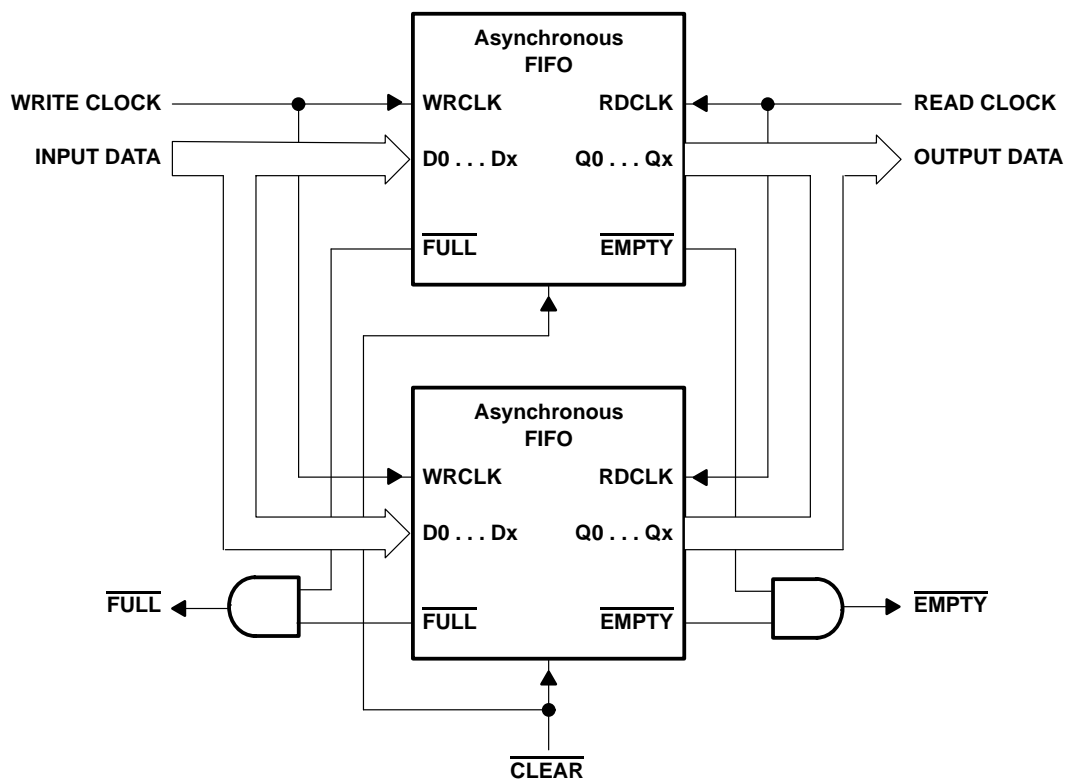 Asynchronous
FIFO
WRITE CLOCK
WRCLK
RDCLK
READ CLOCK
INPUT DATA
D0 . . . Dx
Q0 . . . Qx
OUTPUT DATA
FULL
EMPTY
Asynchronous
FIFO
WRCLK
RDCLK
D0 . . . Dx
Q0 . . . Qx
FULL
FULL
EMPTY
EMPTY
CLEAR